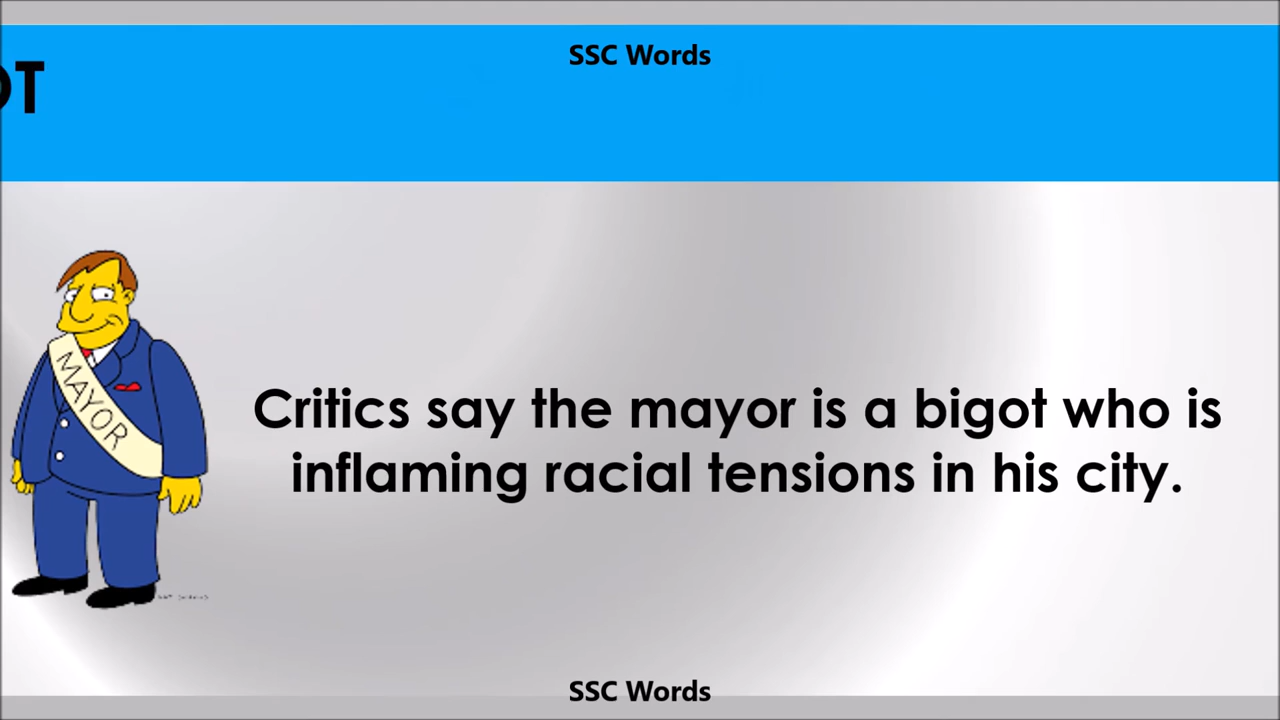 SSC Words
OT
MAYOR
Critics say the mayor is a bigot who is
inflaming racial tensions in his city.
SSC Words